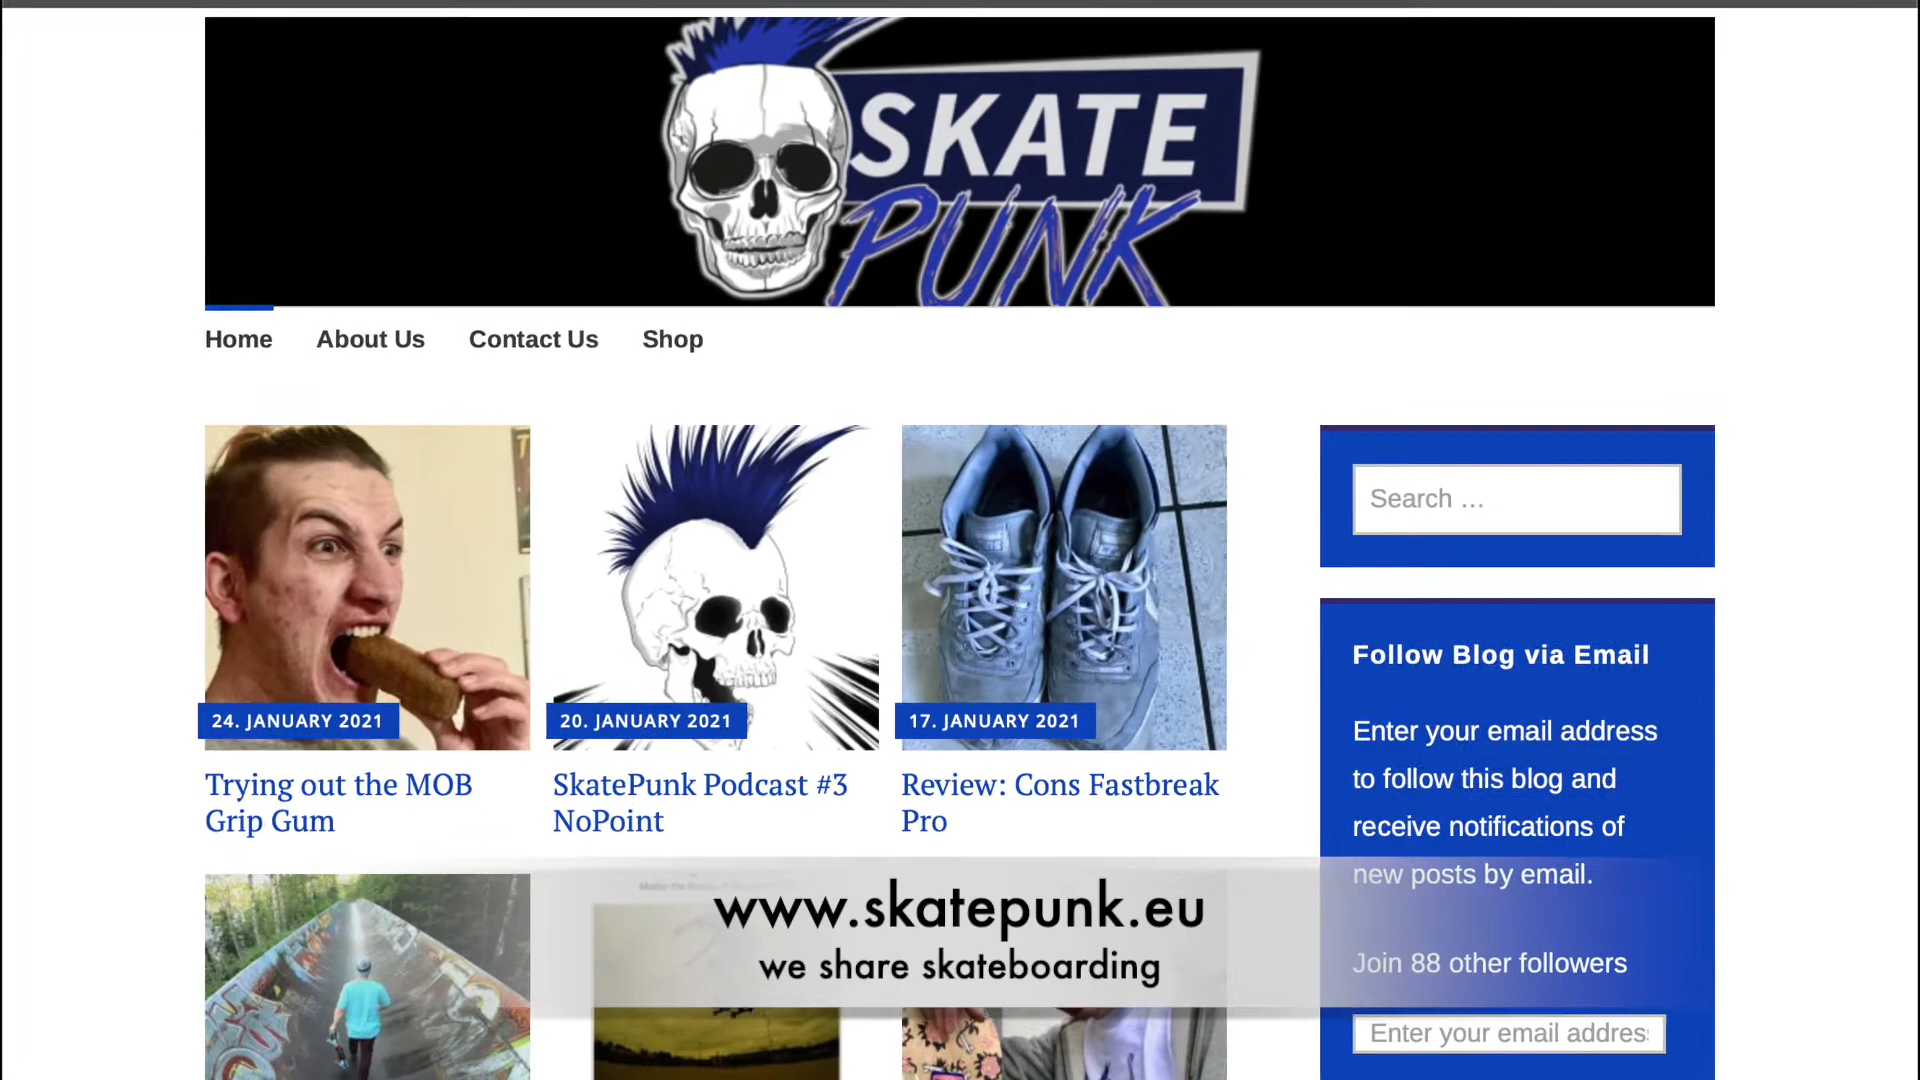 SKATE
PUNK
Home About Us Contact Us Shop
24. JANUARY 2021
Trying out the MOB
Grip Gum
20. JANUARY 2021
SkatePunk Podcast #3
NoPoint
17. JANUARY 2021
Review: Cons Fastbreak
Pro
Search …
Follow Blog via Email
Enter your email address
to follow this blog and
receive notifications of
new posts by email.
Join 88 other followers
Enter your email addres
www.skatepunk.eu
we share skateboarding